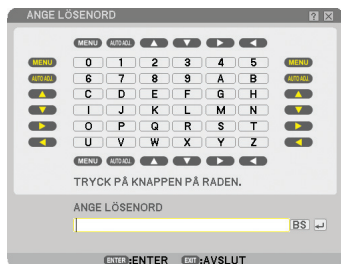 ANGE LÖSENORD
MENU AUTO ADJ.
MENU 0 1 2 3 4 5 MENU
AUTO ADJ. 6 7 8 9 A B AUTO ADJ.
C D E F G H
I J K L M N
O P Q R S T
U V W X Y Z
MENU AUTO ADJ.
TRYCK PÅ KNAPPEN PÅ RADEN.
ANGE LÖSENORD
BS
ENTER:ENTER EXIT:AVSLUT